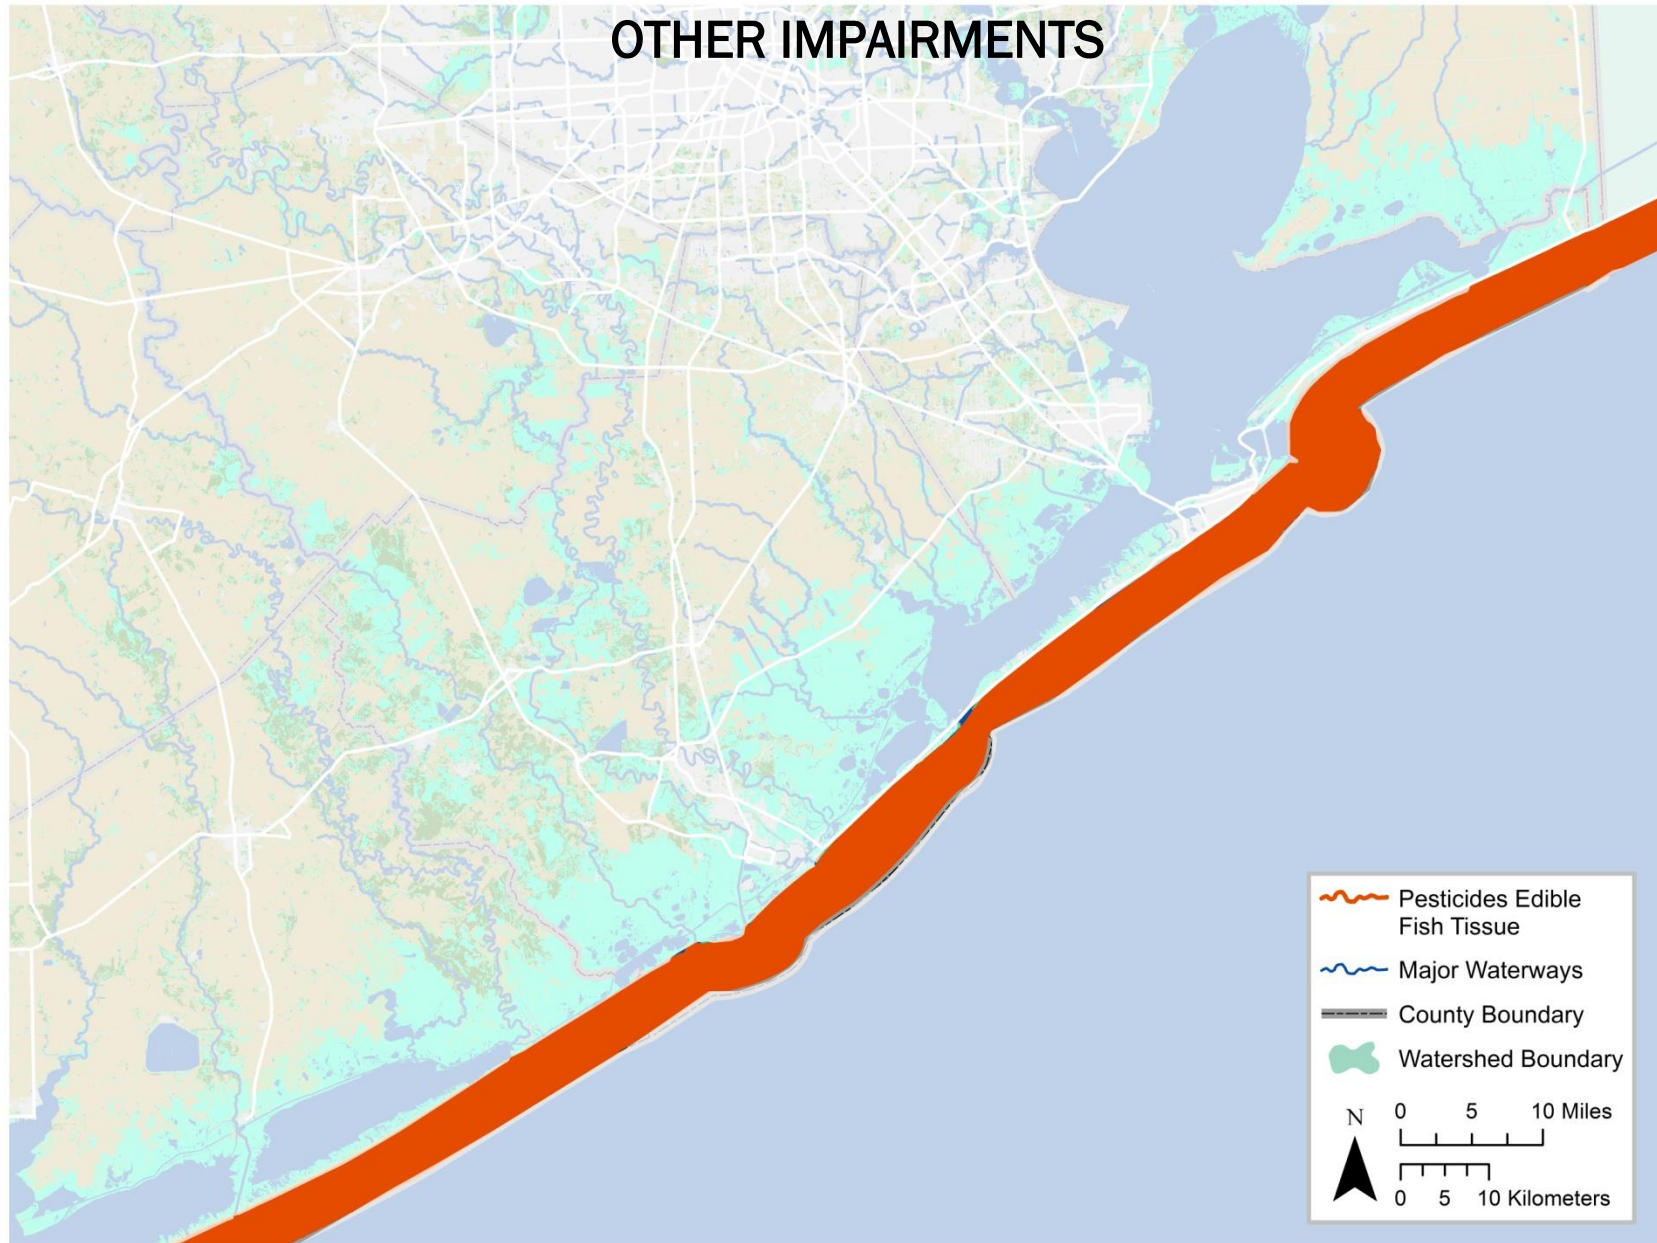 OTHER IMPAIRMENTS
Pesticides Edible
Fish Tissue
Major Waterways
County Boundary
Watershed Boundary
N
0 5 10 Miles
0 5 10 Kilometers